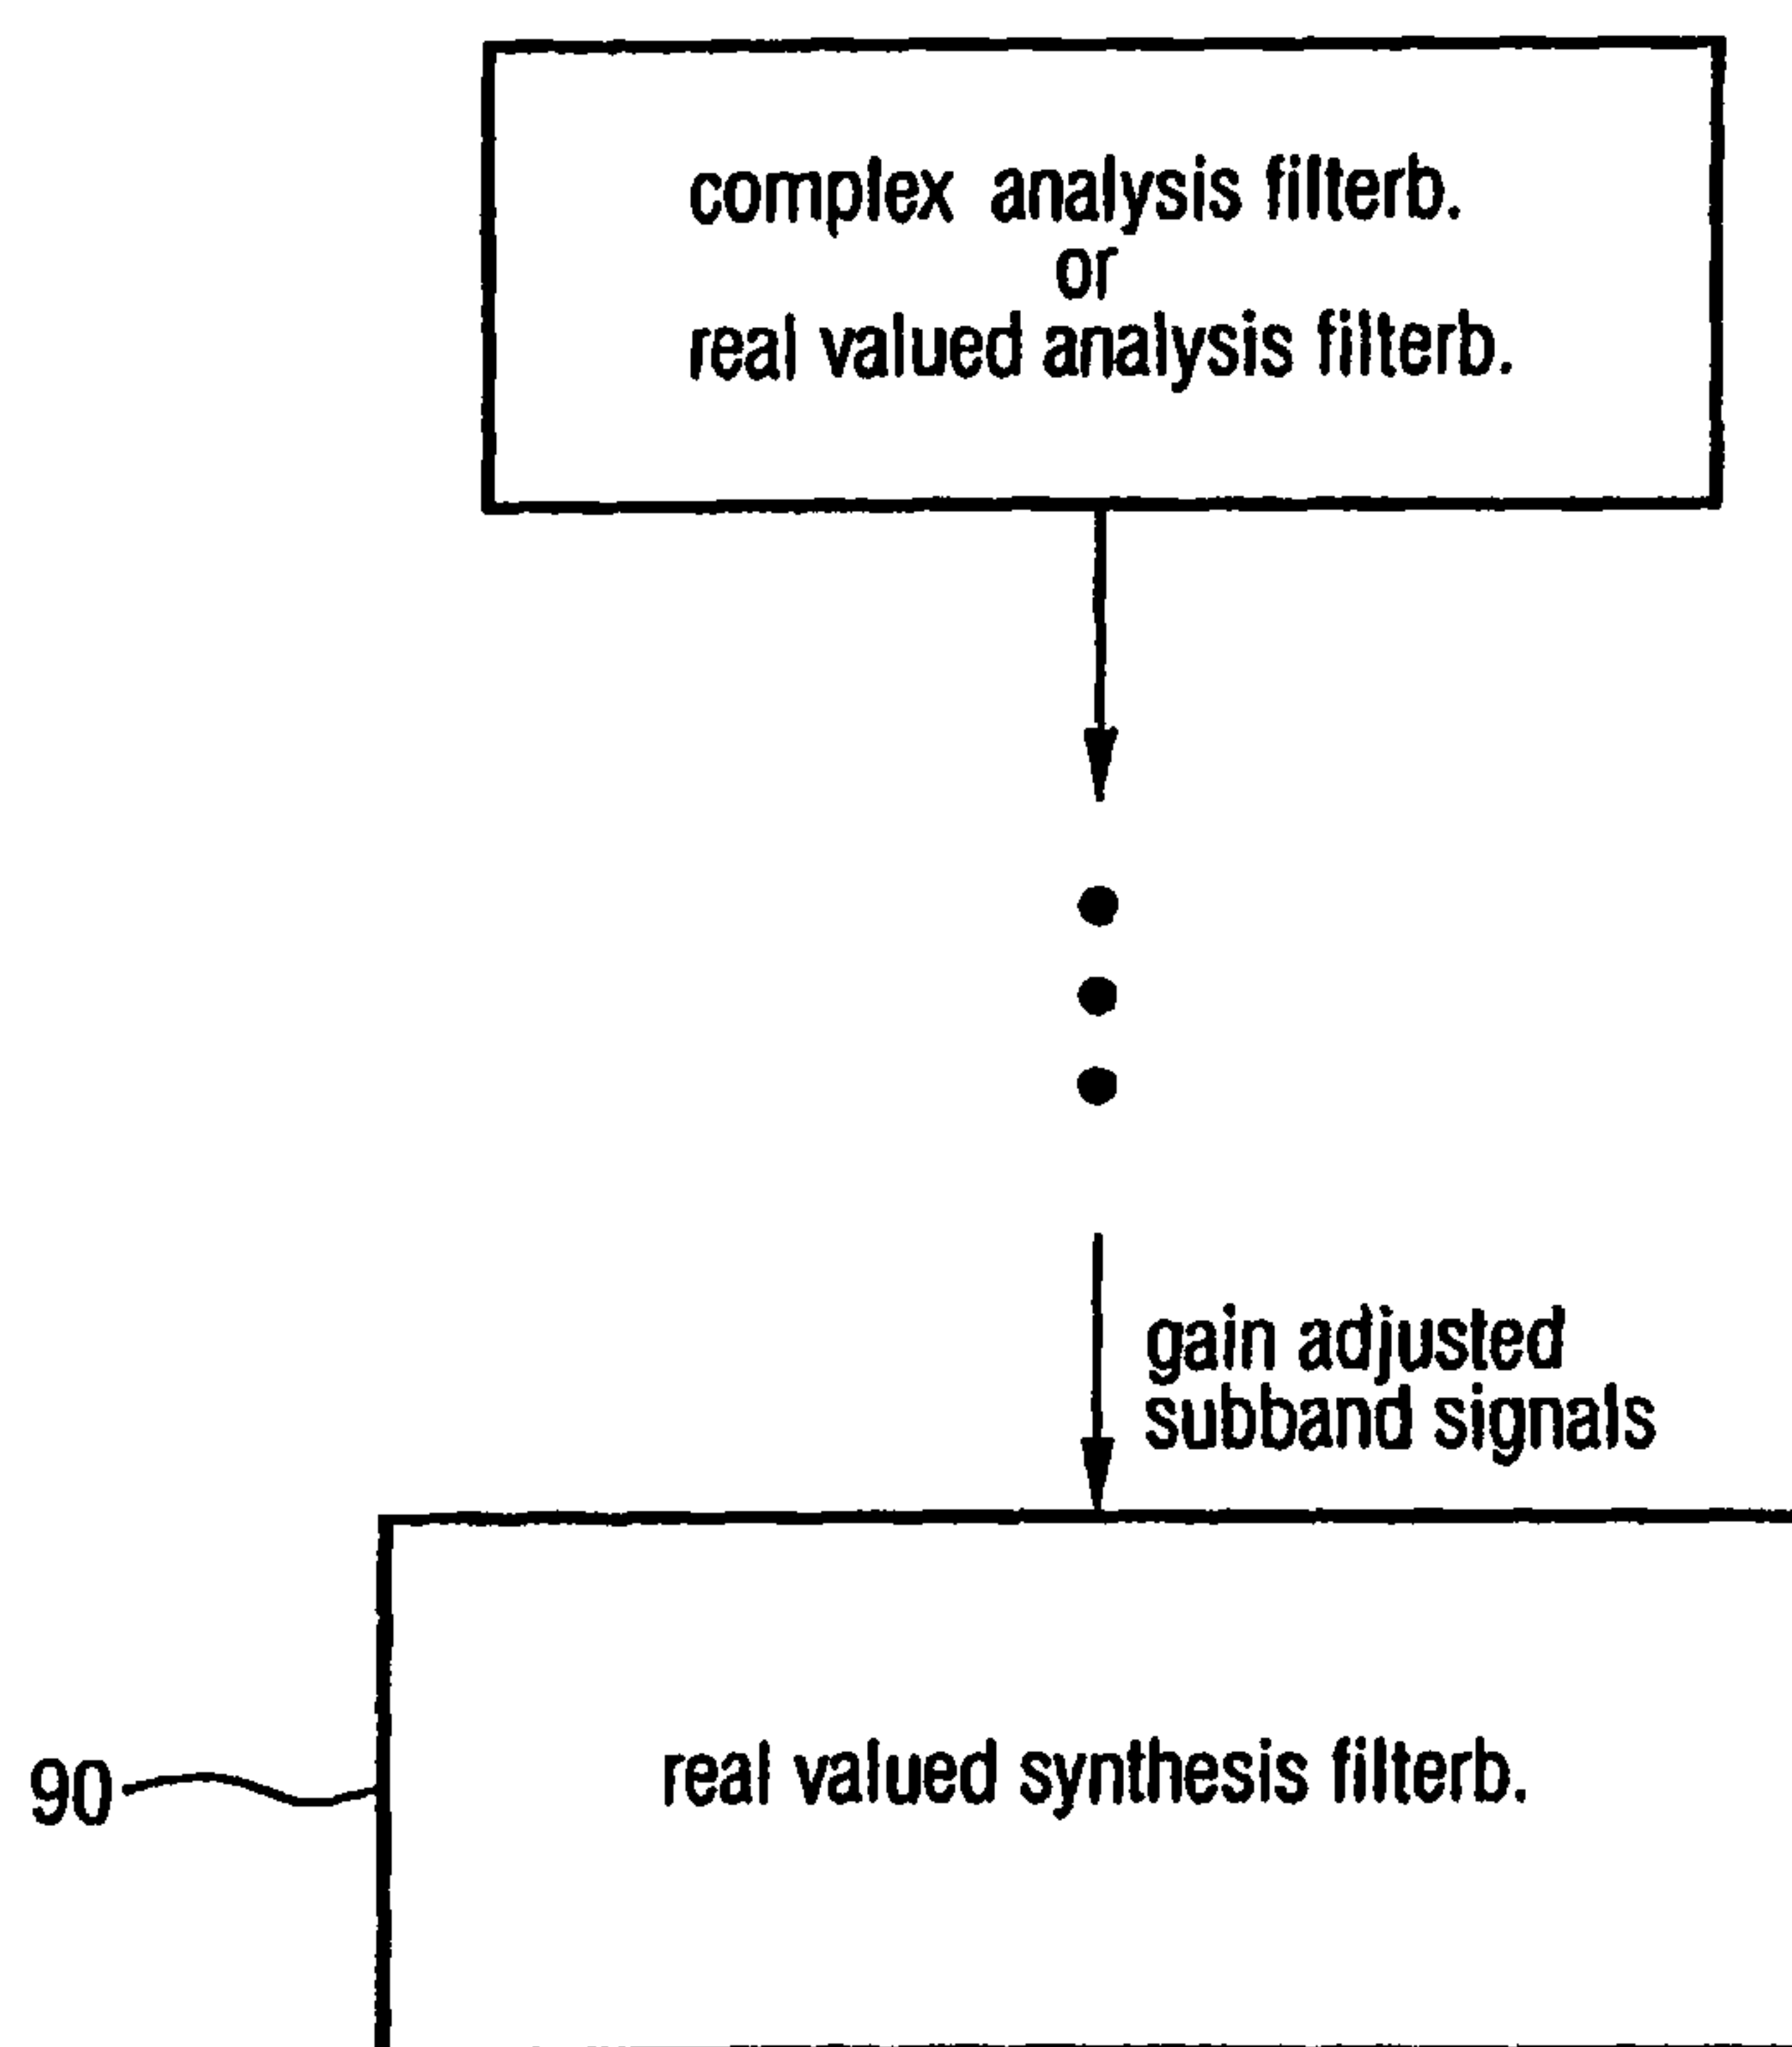 complex analysis filterb.
or
real valued analysis filterb.
gain adjusted
subband signals
real valued synthesis filterb.
90